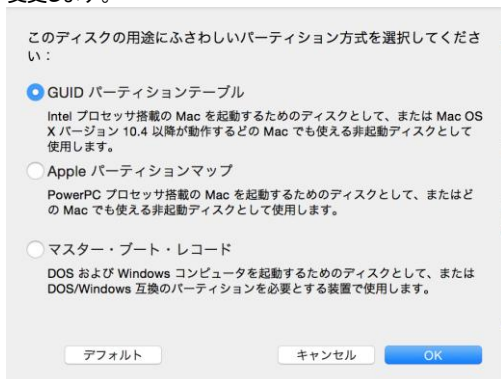 変更します。
このディスクの用途にふさわしいパーティション方式を選択してくださ
い：
GUID パーティションテーブル
Intel プロセッサ搭載の Mac を起動するためのディスクとして、または Mac OS
X バージョン 10.4 以降が動作するどの Mac でも使える非起動ディスクとして
使用します。
Apple パーティションマップ
PowerPC プロセッサ搭載の Mac を起動するためのディスクとして、またはど
の Mac でも使える非起動ディスクとして使用します。
マスター・ブート・レコード
DOS および Windows コンピュータを起動するためのディスクとして、または
DOS/Windows 互換のパーティションを必要とする装置で使用します。
デフォルト キャンセル OK